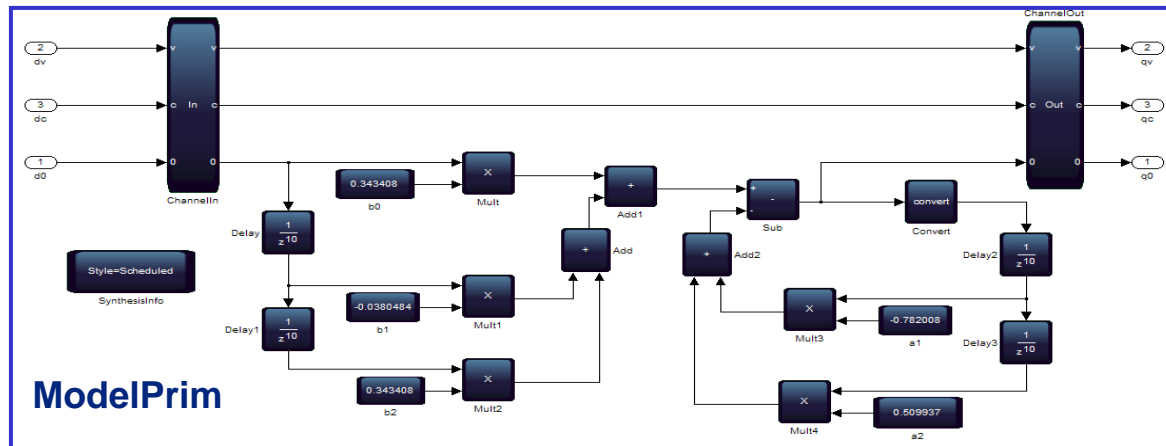 ChannelOut
2
dv
v
v
v
v
2
qv
3
dc
c
In
c
c
Out
c
3
qc
1
d0
0
0
0
0
1
q0
ChannelIn
0.343408
b0
X
Mult
+
Add1
+
-
-
Sub
convert
Convert
Delay
1
z10
+
Add
+
Add2
Delay2
1
z10
Style=Scheduled
SynthesisInfo
-0.0380484
b1
X
Mult1
X
Mult3
-0.782008
a1
Delay1
1
z10
Delay3
1
z10
0.343408
b2
X
Mult2
X
Mult4
0.509937
a2
ModelPrim